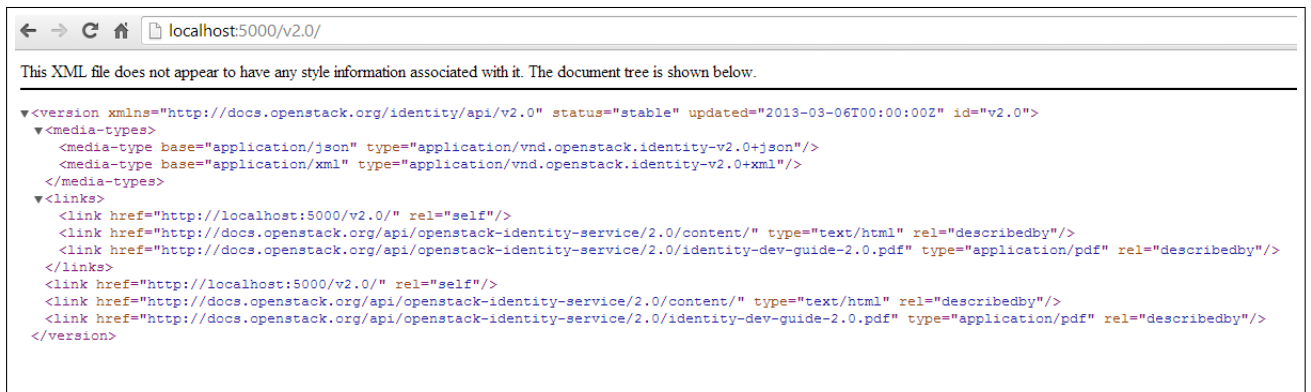 localhost:5000/v2.0/
This XML file does not appear to have any style information associated with it. The document tree is shown below.
▼<version xmlns="http://docs.openstack.org/identity/api/v2.0" status="stable" updated="2013-03-06T00:00:00Z" id="v2.0">
▼<media-types>
<media-type base="application/json" type="application/vnd.openstack.identity-v2.0+json"/>
<media-type base="application/xml" type="application/vnd.openstack.identity-v2.0+xml"/>
</media-types>
▼<links>
<link href="http://localhost:5000/v2.0/" rel="self"/>
<link href="http://docs.openstack.org/api/openstack-identity-service/2.0/content/" type="text/html" rel="describedby"/>
<link href="http://docs.openstack.org/api/openstack-identity-service/2.0/identity-dev-guide-2.0.pdf" type="application/pdf" rel="describedby"/>
</links>
<link href="http://localhost:5000/v2.0/" rel="self"/>
<link href="http://docs.openstack.org/api/openstack-identity-service/2.0/content/" type="text/html" rel="describedby"/>
<link href="http://docs.openstack.org/api/openstack-identity-service/2.0/identity-dev-guide-2.0.pdf" type="application/pdf" rel="describedby"/>
</version>